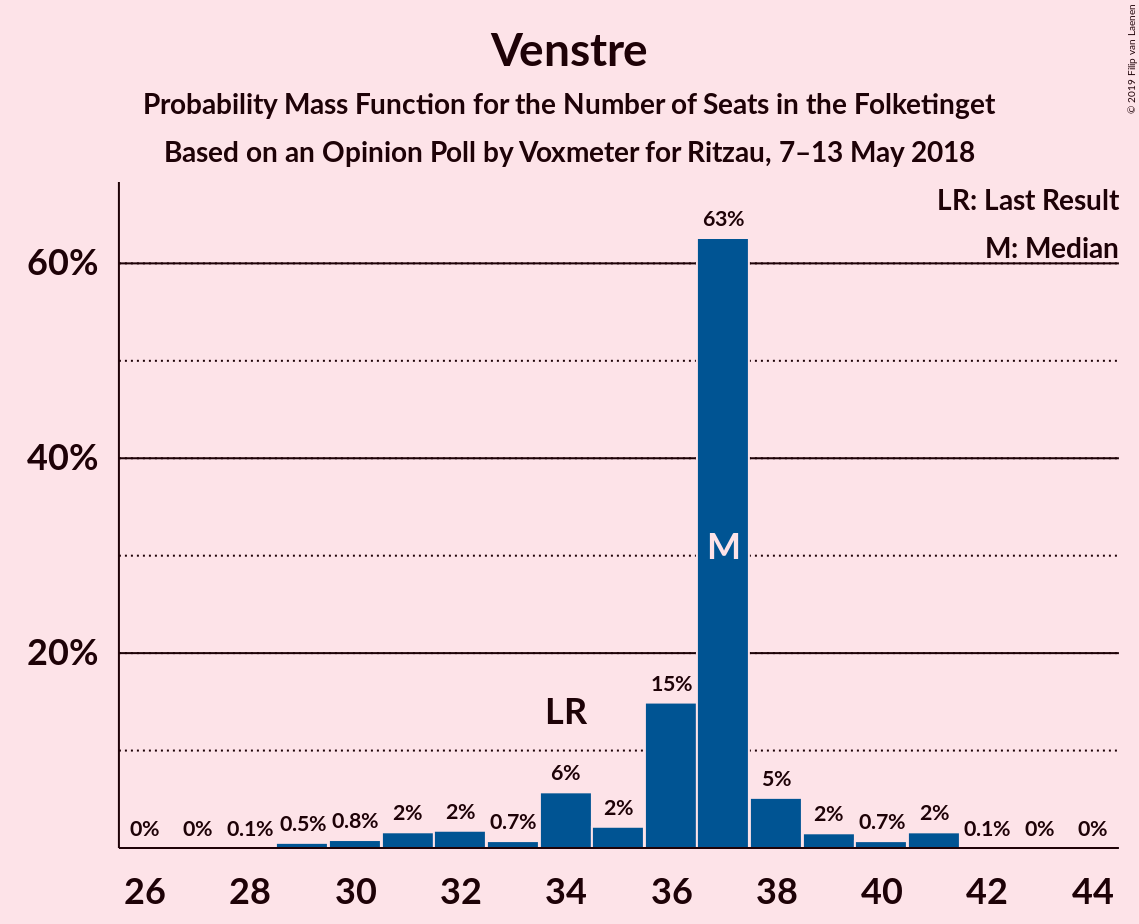 Venstre
Probability Mass Function for the Number of Seats in the Folketinget
Based on an Opinion Poll by Voxmeter for Ritzau, 7–13 May 2018
© 2019 Filip van Laenen
LR: Last Result
M: Median
63%
60%
40%
M
20%
15%
LR
6%
5%
2%
2%
2%
2%
2%
0.8%
0.5%
0.7%
0.7%
0%
0%
0.1%
0.1%
0%
0%
26 28 30 32 34 36 38 40 42 44